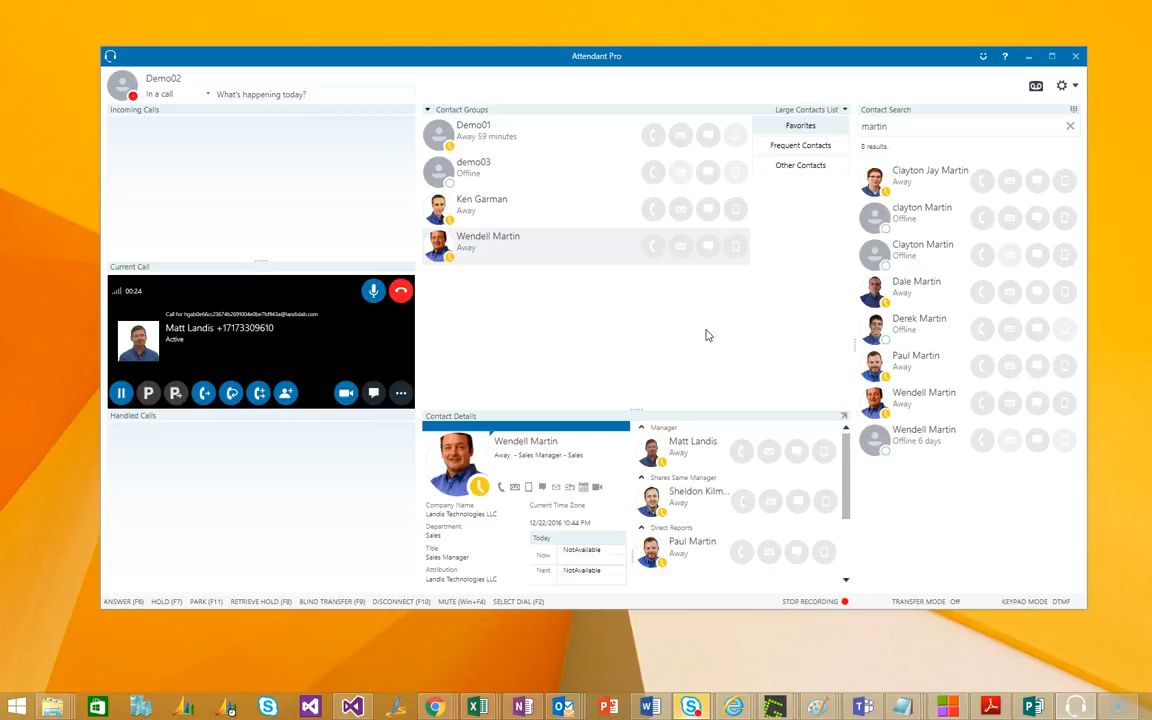 Attendant Pro
?
Demo02
In a call
What's happening today?
Incoming Calls
Current Call
00:24
Call for hgab0e66cc23674b2691004e0be7fd943a@landislab.com
Matt Landis +17173309610
Active
P
P
Handled Calls
Contact Groups
Large Contacts List
Demo01
Away 59 minutes
demo03
Offline
Ken Garman
Away
Wendell Martin
Away
Favorites
Frequent Contacts
Other Contacts
Contact Details
Wendell Martin
Away - Sales Manager - Sales
Company Name
Landis Technologies LLC
Department
Sales
Title
Sales Manager
Attribution
Landis Technologies LLC
Current Time Zone
12/22/2016 10:44 PM
Today
Now NotAvailable
Next NotAvailable
Manager
Matt Landis
Away
Shares Same Manager
Sheldon Kilm...
Away
Direct Reports
Paul Martin
Away
Contact Search
martin
8 results.
Clayton Jay Martin
Away
clayton Martin
Offline
Clayton Martin
Offline
Dale Martin
Away
Derek Martin
Offline
Paul Martin
Away
Wendell Martin
Away
Wendell Martin
Offline 6 days
ANSWER (F6) HOLD (F7) PARK (F11) RETRIEVE HOLD (F8) BLIND TRANSFER (F9) DISCONNECT (F10) MUTE (Win+F4) SELECT DIAL (F2) STOP RECORDING TRANSFER MODE Off KEYPAD MODE DTMF